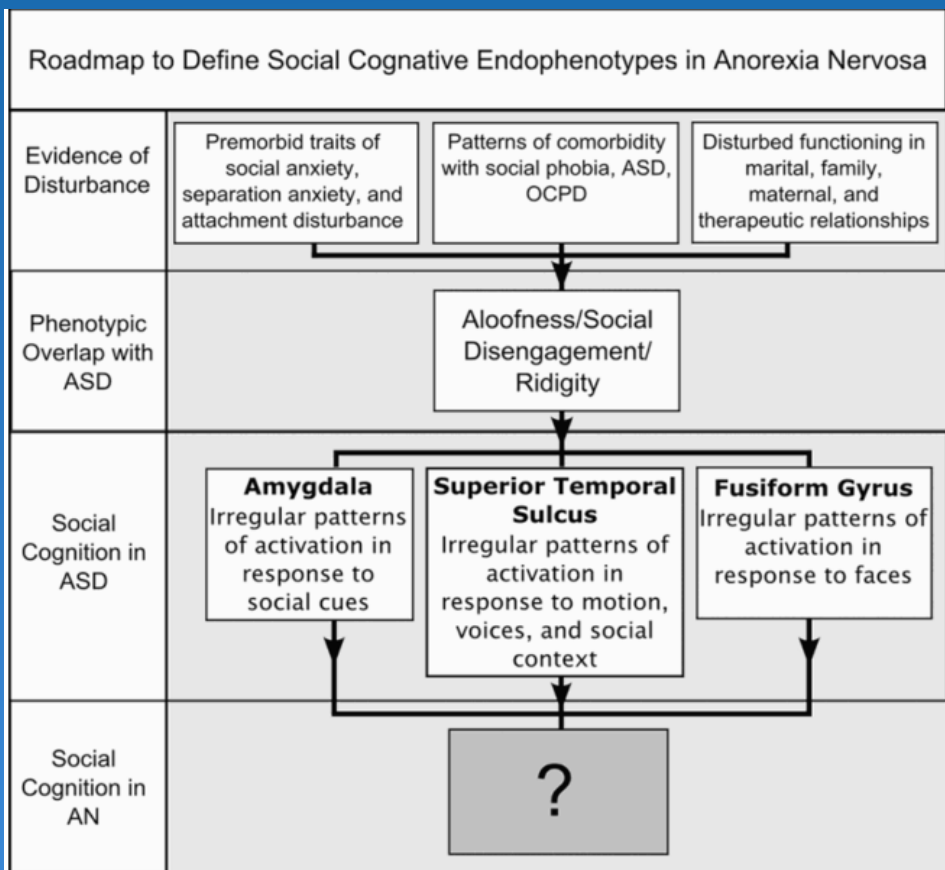 Roadmap to Define Social Cognative Endophenotypes in Anorexia Nervosa
Evidence of
Disturbance
Premorbid traits of
social anxiety,
separation anxiety, and
attachment disturbance
Patterns of comorbidity
with social phobia, ASD,
OCPD
Disturbed functioning in
marital, family,
maternal, and
therapeutic relationships
Phenotypic
Overlap with
ASD
Aloofness/Social
Disengagement/
Ridigity
Social
Cognition in
ASD
Amygdala
Irregular patterns
of activation in
response to
social cues
Superior Temporal
Sulcus
Irregular patterns of
activation in
response to motion,
voices, and social
context
Fusiform Gyrus
Irregular patterns of
activation in
response to faces
Social
Cognition in
AN
?